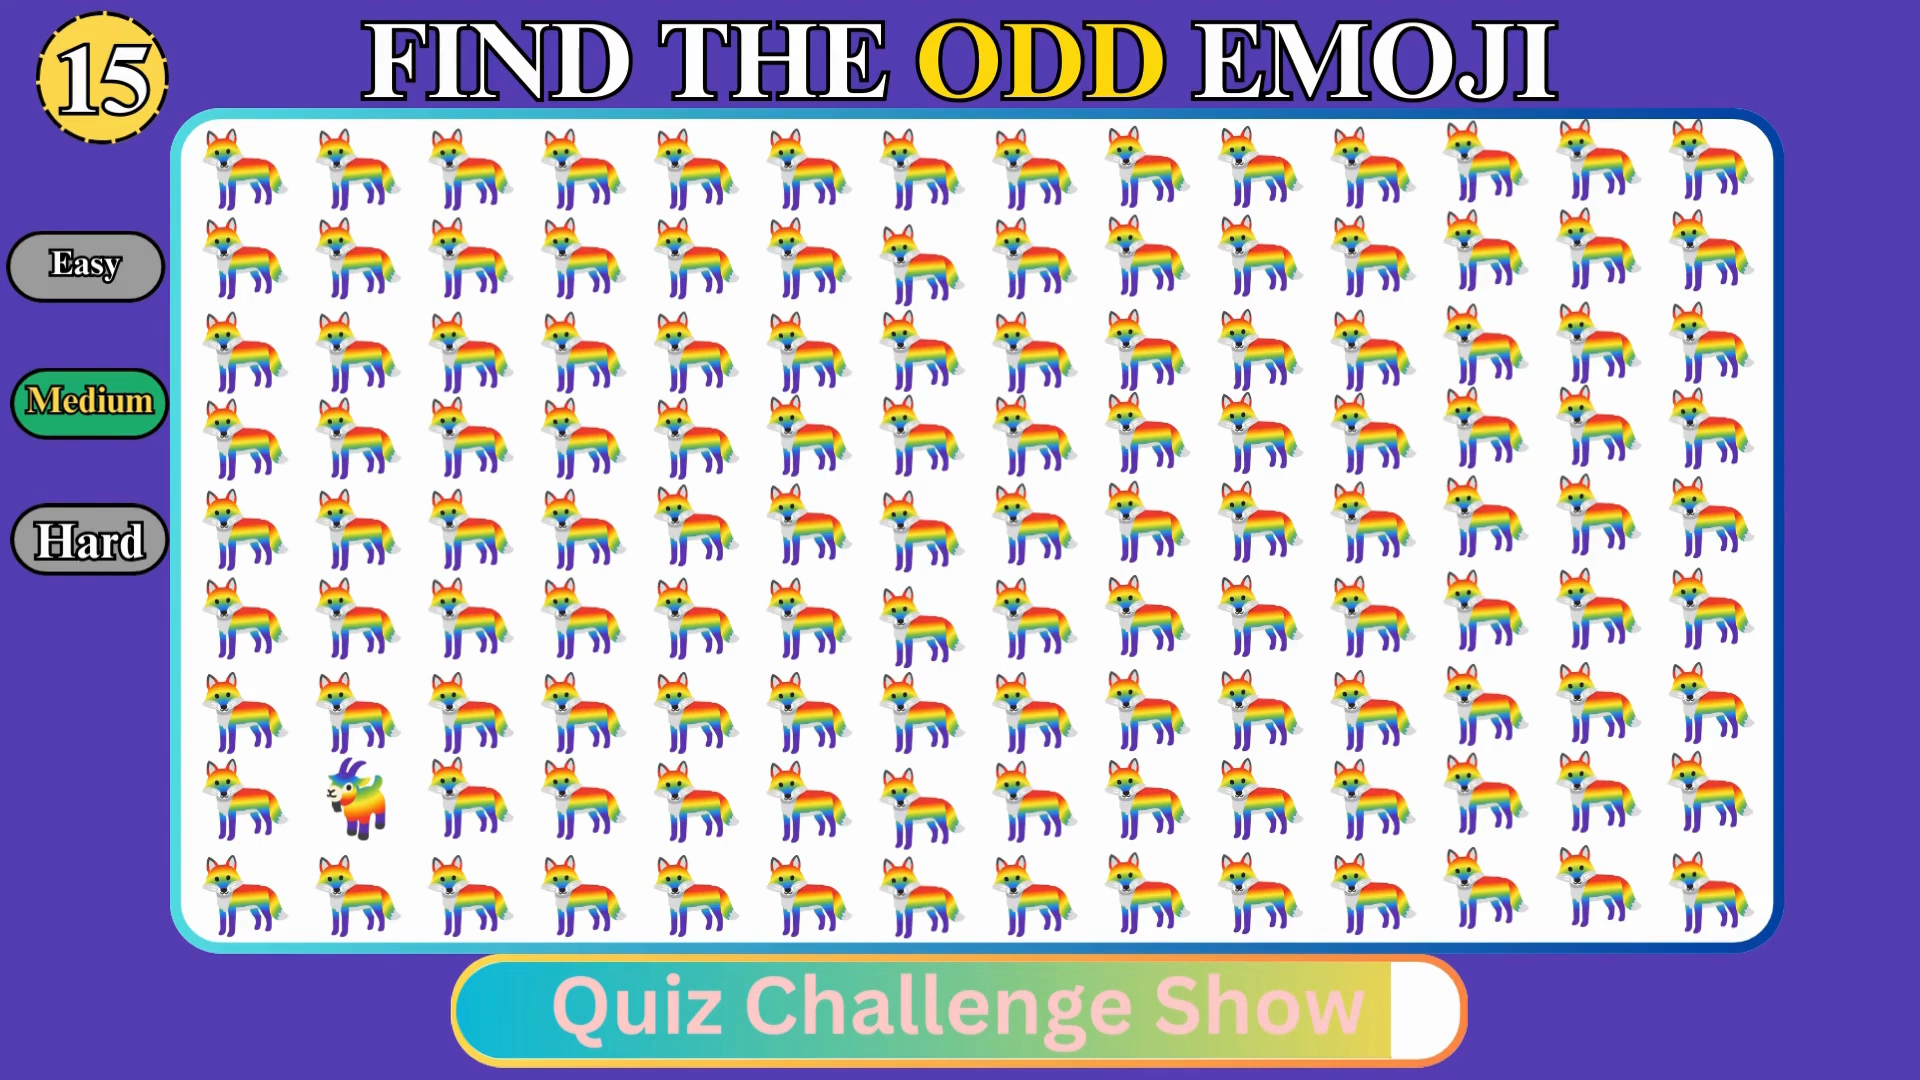 15
FIND THE ODD EMOJI
Easy
Medium
Hard
Quiz Challenge Show